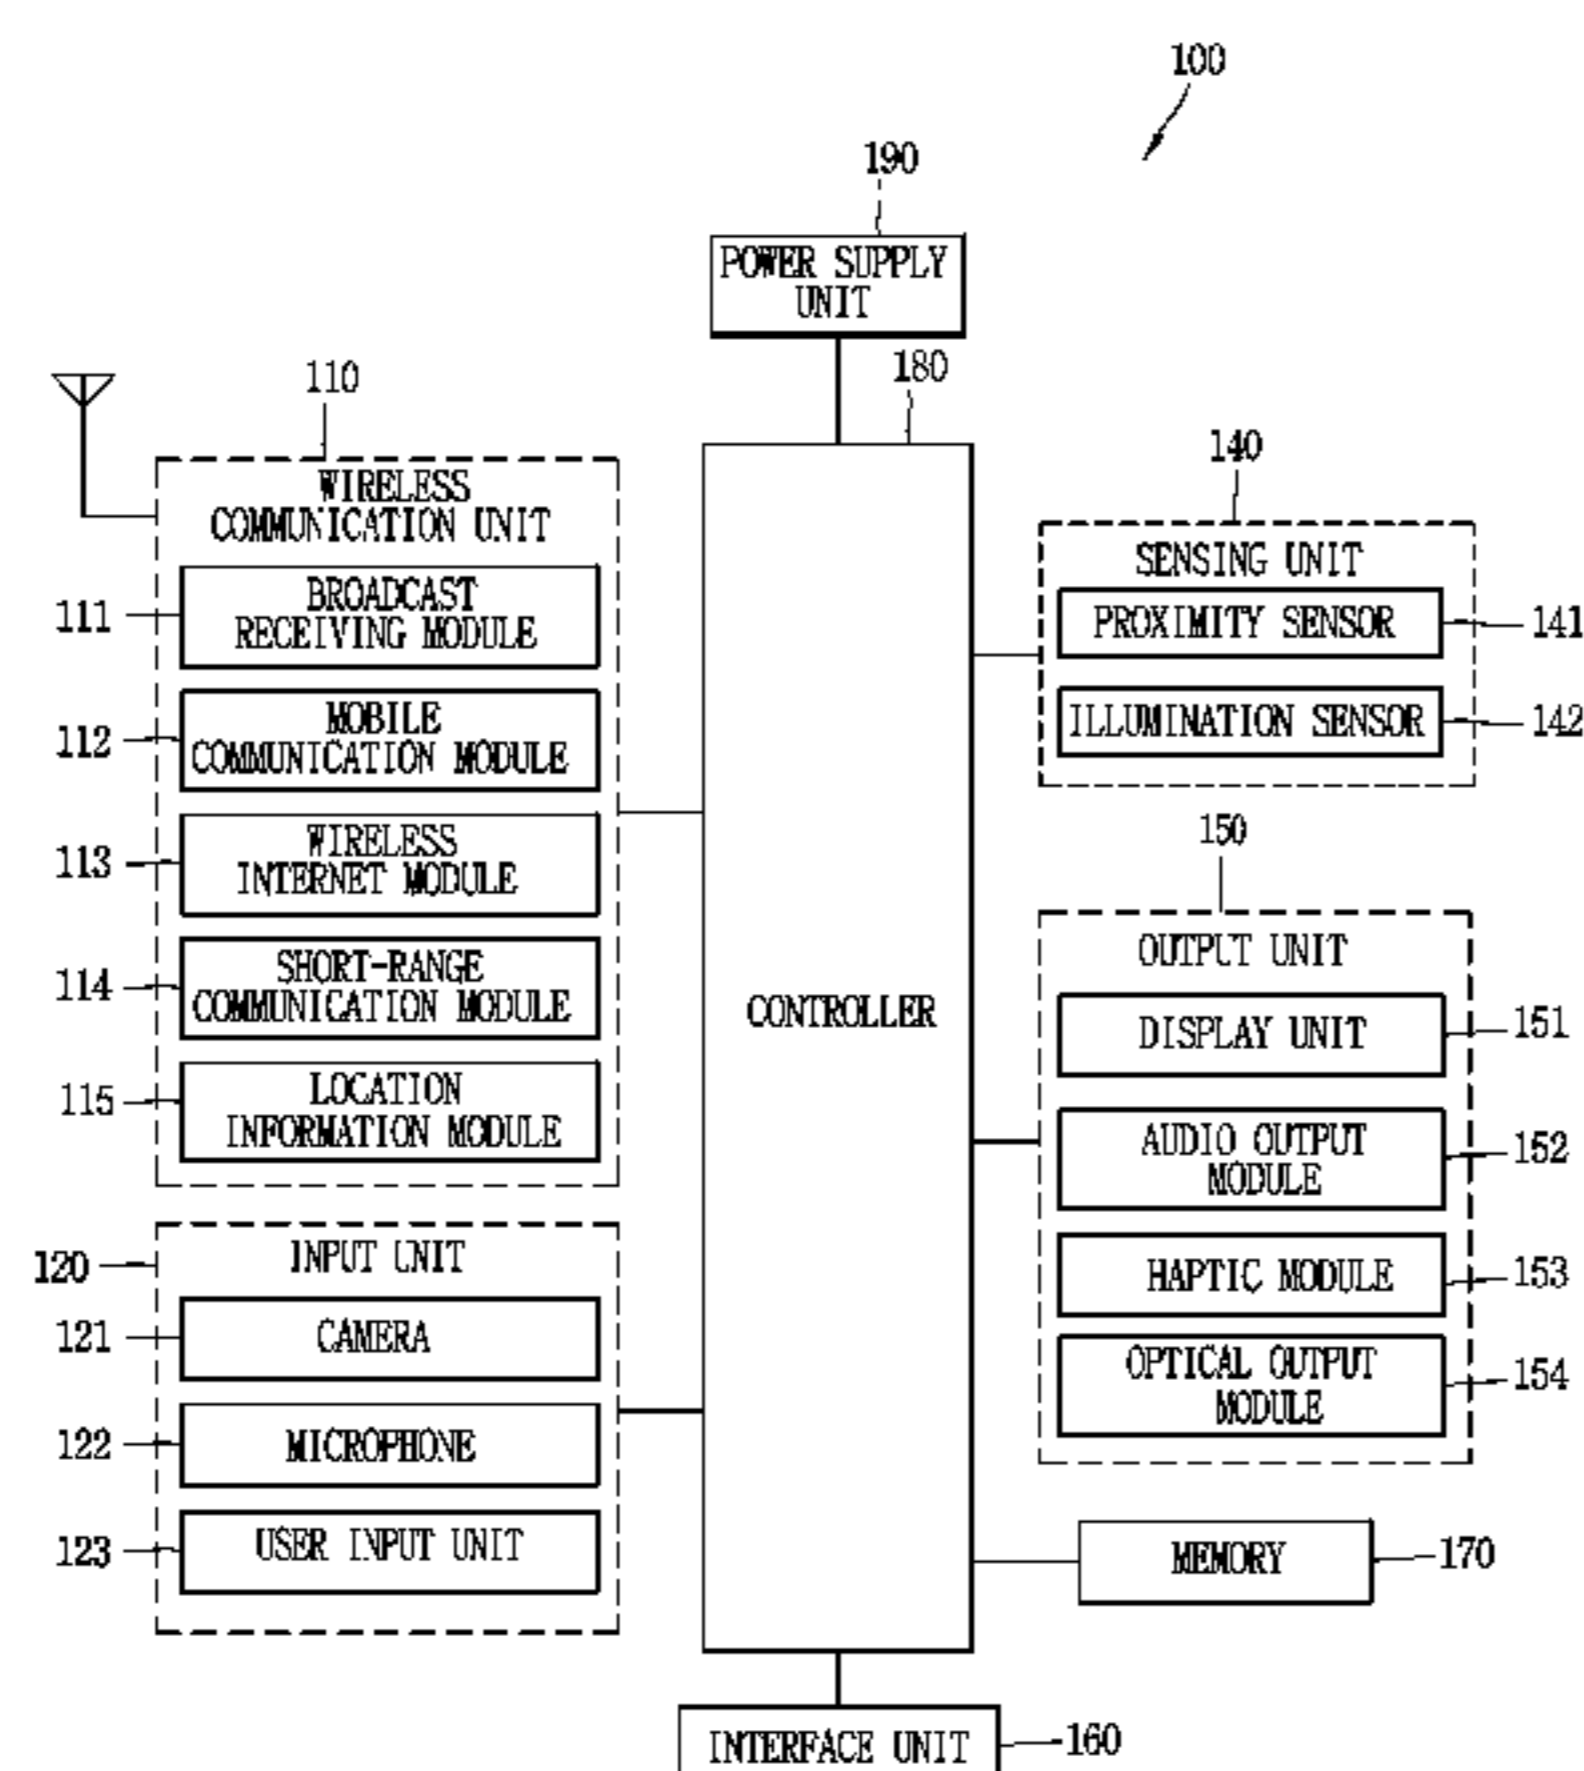 100
190
POWER SUPPLY
UNIT
180
110
WIRELESS
COMMUNICATION UNIT
111
BROADCAST
RECEIVING MODULE
112
MOBILE
COMMUNICATION MODULE
113
WIRELESS
INTERNET MODULE
114
SHORT-RANGE
COMMUNICATION MODULE
115
LOCATION
INFORMATION MODULE
120
INPUT UNIT
121
CAMERA
122
MICROPHONE
123
USER INPUT UNIT
CONTROLLER
140
SENSING UNIT
PROXIMITY SENSOR
141
ILLUMINATION SENSOR
142
150
OUTPUT UNIT
DISPLAY UNIT
151
AUDIO OUTPUT
MODULE
152
HAPTIC MODULE
153
OPTICAL OUTPUT
MODULE
154
MEMORY
170
INTERFACE UNIT
160